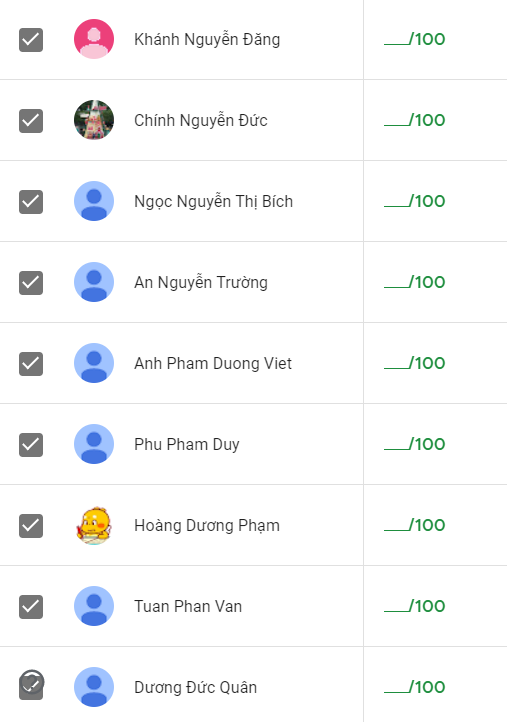 Khánh Nguyễn Đăng ___/100
Chính Nguyễn Đức ___/100
Ngọc Nguyễn Thị Bích ___/100
An Nguyễn Trường ___/100
Anh Pham Duong Viet ___/100
Phu Pham Duy ___/100
Hoàng Dương Phạm ___/100
Tuan Phan Van ___/100
Dương Đức Quân ___/100